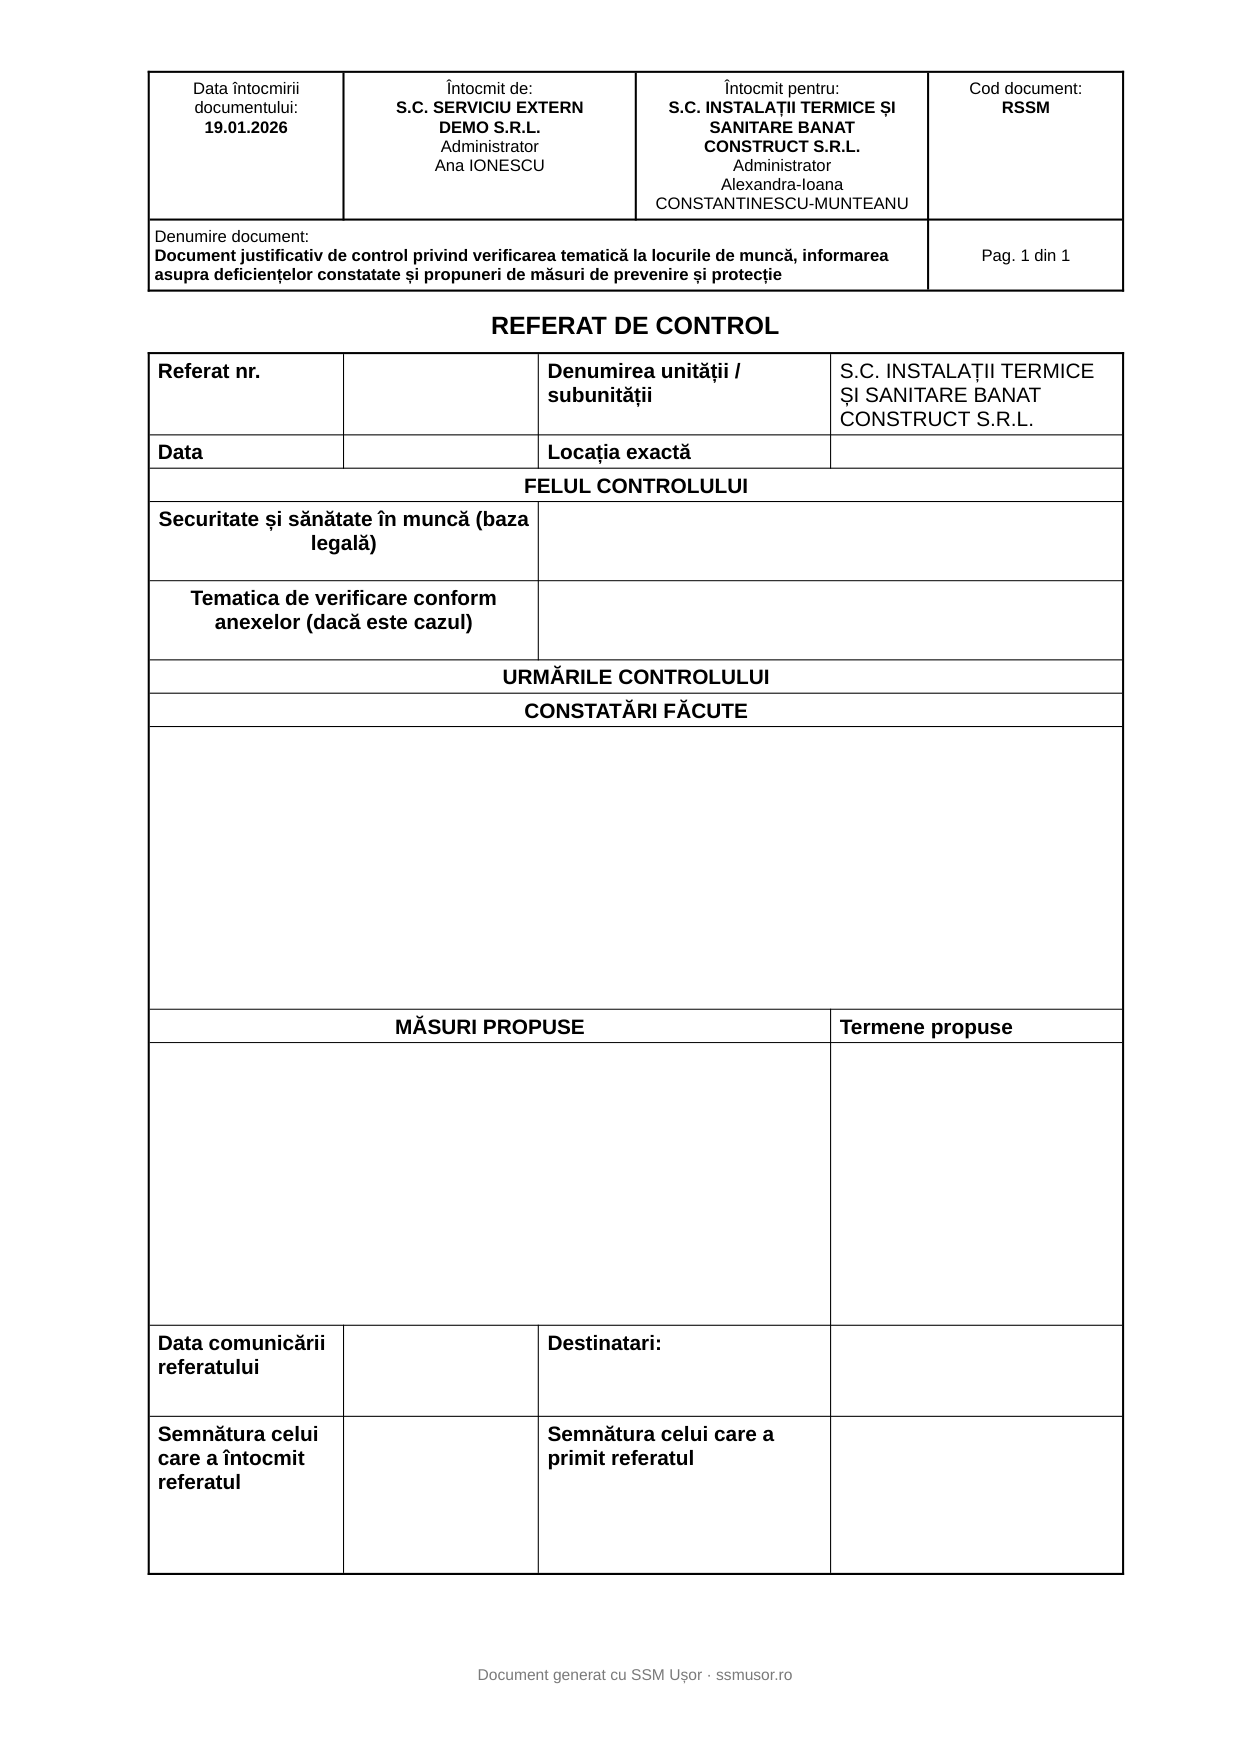 Data întocmirii
documentului:
19.01.2026
Întocmit de:
S.C. SERVICIU EXTERN
DEMO S.R.L.
Administrator
Ana IONESCU
Întocmit pentru:
S.C. INSTALAȚII TERMICE ȘI
SANITARE BANAT
CONSTRUCT S.R.L.
Administrator
Alexandra-Ioana
CONSTANTINESCU-MUNTEANU
Cod document:
RSSM
Denumire document:
Document justificativ de control privind verificarea tematică la locurile de muncă, informarea
asupra deficiențelor constatate și propuneri de măsuri de prevenire și protecție
Pag. 1 din 1
REFERAT DE CONTROL
Referat nr.
Denumirea unității /
subunității
S.C. INSTALAȚII TERMICE
ȘI SANITARE BANAT
CONSTRUCT S.R.L.
Data
Locația exactă
FELUL CONTROLULUI
Securitate și sănătate în muncă (baza
legală)
Tematica de verificare conform
anexelor (dacă este cazul)
URMĂRILE CONTROLULUI
CONSTATĂRI FĂCUTE
MĂSURI PROPUSE
Termene propuse
Data comunicării
referatului
Destinatari:
Semnătura celui
care a întocmit
referatul
Semnătura celui care a
primit referatul
Document generat cu SSM Ușor · ssmusor.ro